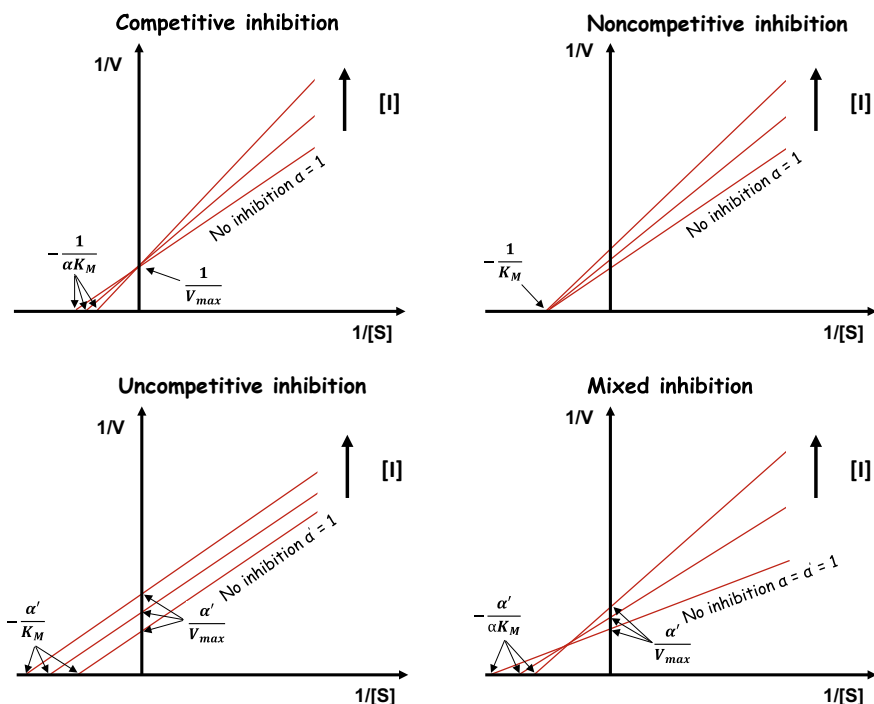 Competitive inhibition
1/V
[I]
No inhibition a = 1
− 1/αK_M
1/V_max
1/[S]
Noncompetitive inhibition
1/V
[I]
No inhibition a = 1
− 1/K_M
1/[S]
Uncompetitive inhibition
1/V
[I]
No inhibition a' = 1
− α′/K_M
α′/V_max
1/[S]
Mixed inhibition
1/V
[I]
No inhibition a = a' = 1
− α′/αK_M
α′/V_max
1/[S]